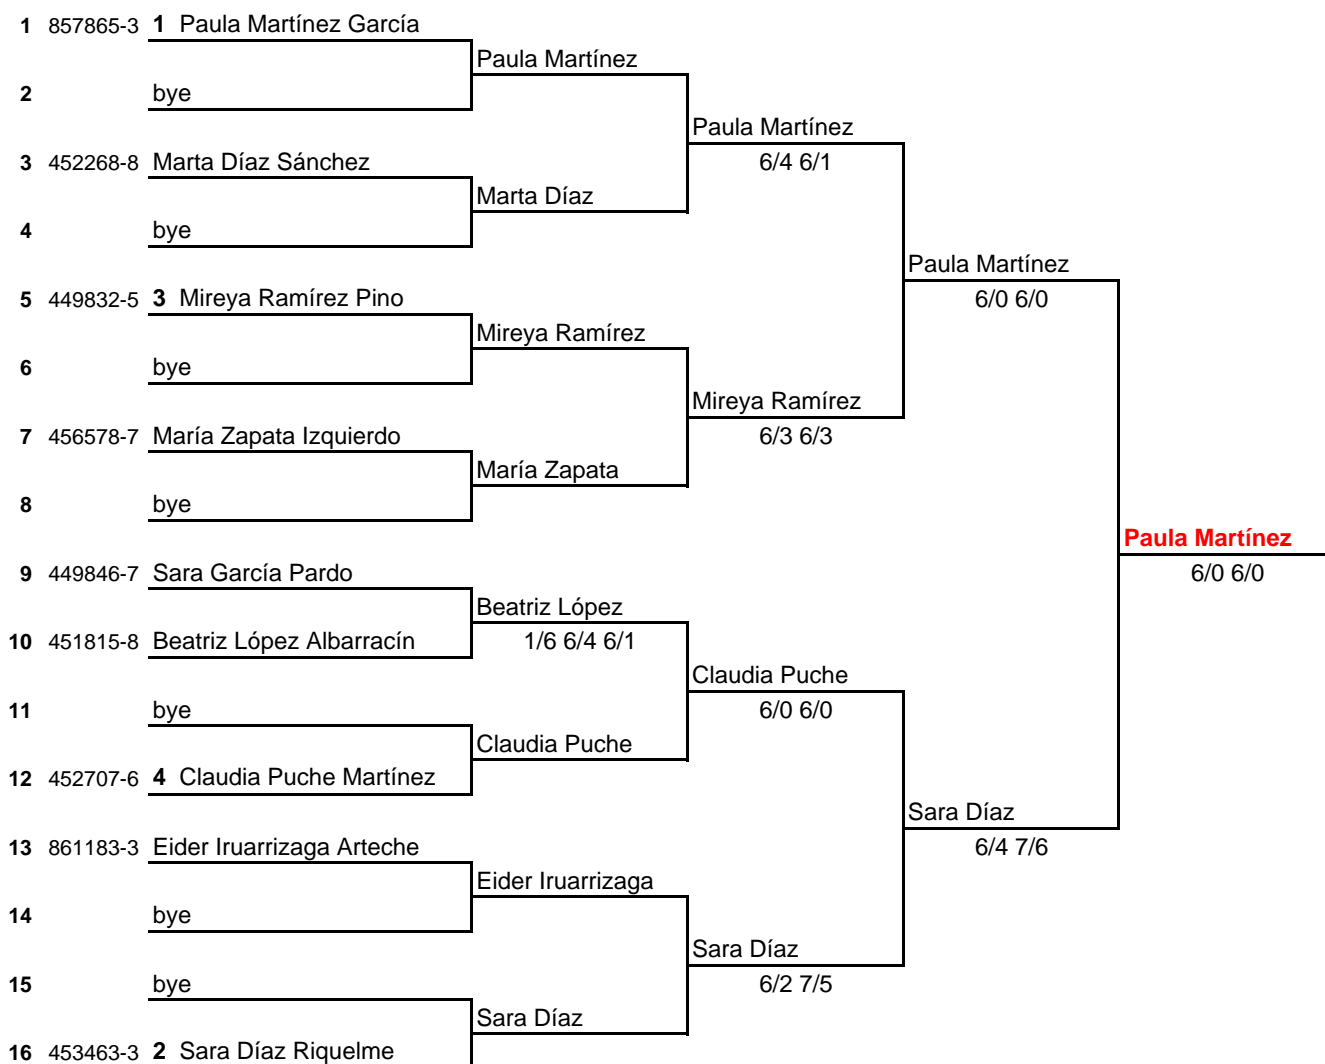 1 857865-3 1 Paula Martínez García
Paula Martínez
2 bye
Paula Martínez
3 452268-8 Marta Díaz Sánchez 6/4 6/1
Marta Díaz
4 bye
Paula Martínez
5 449832-5 3 Mireya Ramírez Pino 6/0 6/0
Mireya Ramírez
6 bye
Mireya Ramírez
7 456578-7 María Zapata Izquierdo 6/3 6/3
María Zapata
8 bye
Paula Martínez
9 449846-7 Sara García Pardo 6/0 6/0
Beatriz López
10 451815-8 Beatriz López Albarracín 1/6 6/4 6/1
Claudia Puche
11 bye 6/0 6/0
Claudia Puche
12 452707-6 4 Claudia Puche Martínez
Sara Díaz
13 861183-3 Eider Iruarrizaga Arteche 6/4 7/6
Eider Iruarrizaga
14 bye
Sara Díaz
15 bye 6/2 7/5
Sara Díaz
16 453463-3 2 Sara Díaz Riquelme